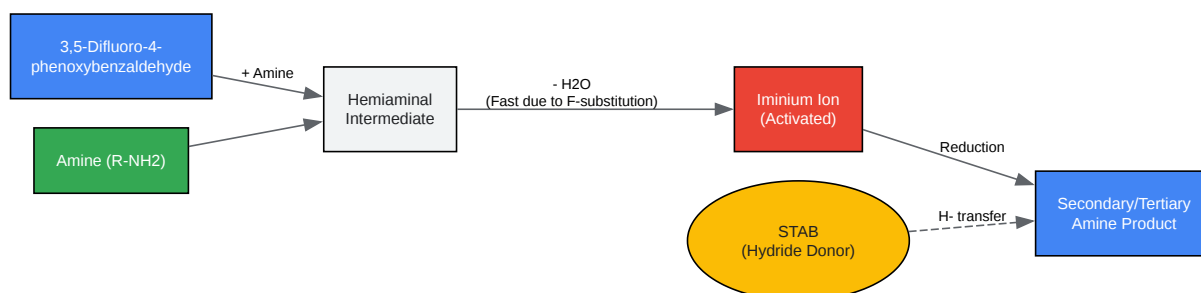 3,5-Difluoro-4-
phenoxybenzaldehyde
+ Amine
Amine (R-NH2)
Hemiaminal
Intermediate
- H2O
(Fast due to F-substitution)
Iminium Ion
(Activated)
Reduction
STAB
(Hydride Donor)
H- transfer
Secondary/Tertiary
Amine Product